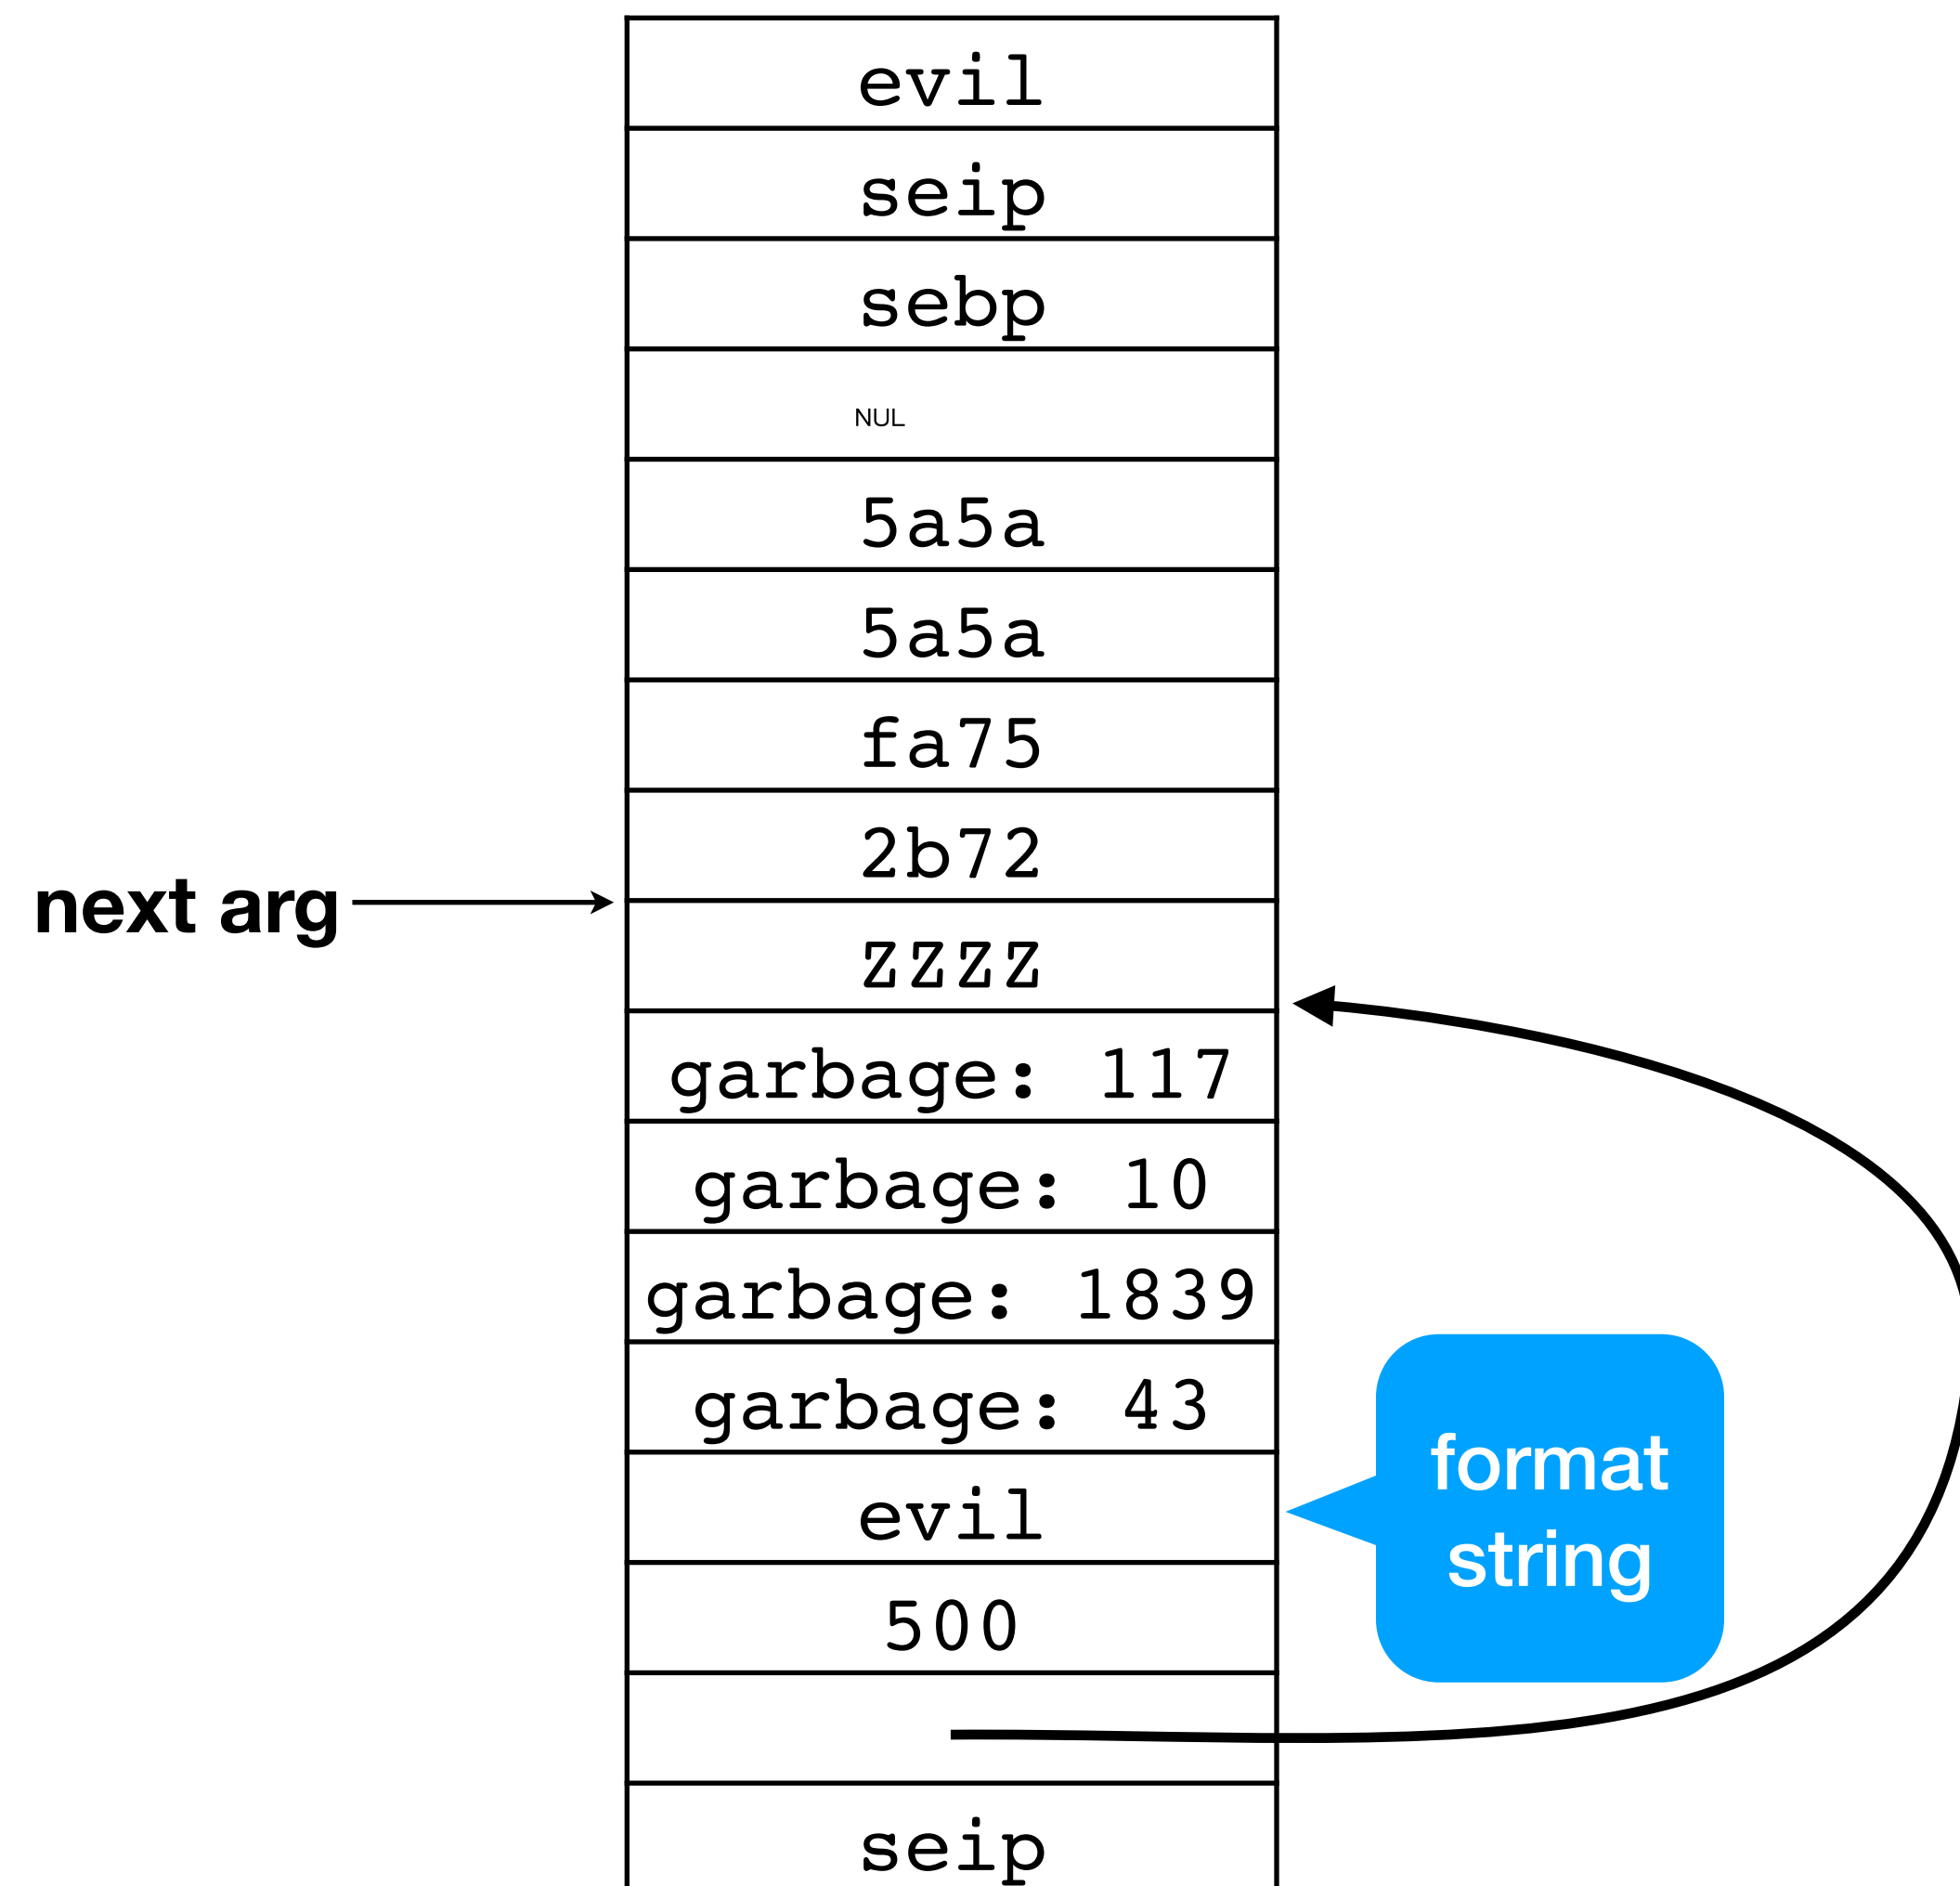 evil
seip
sebp
NUL
5a5a
5a5a
fa75
2b72
next arg
zzzz
garbage: 117
garbage: 10
garbage: 1839
garbage: 43
evil
format
string
500
seip